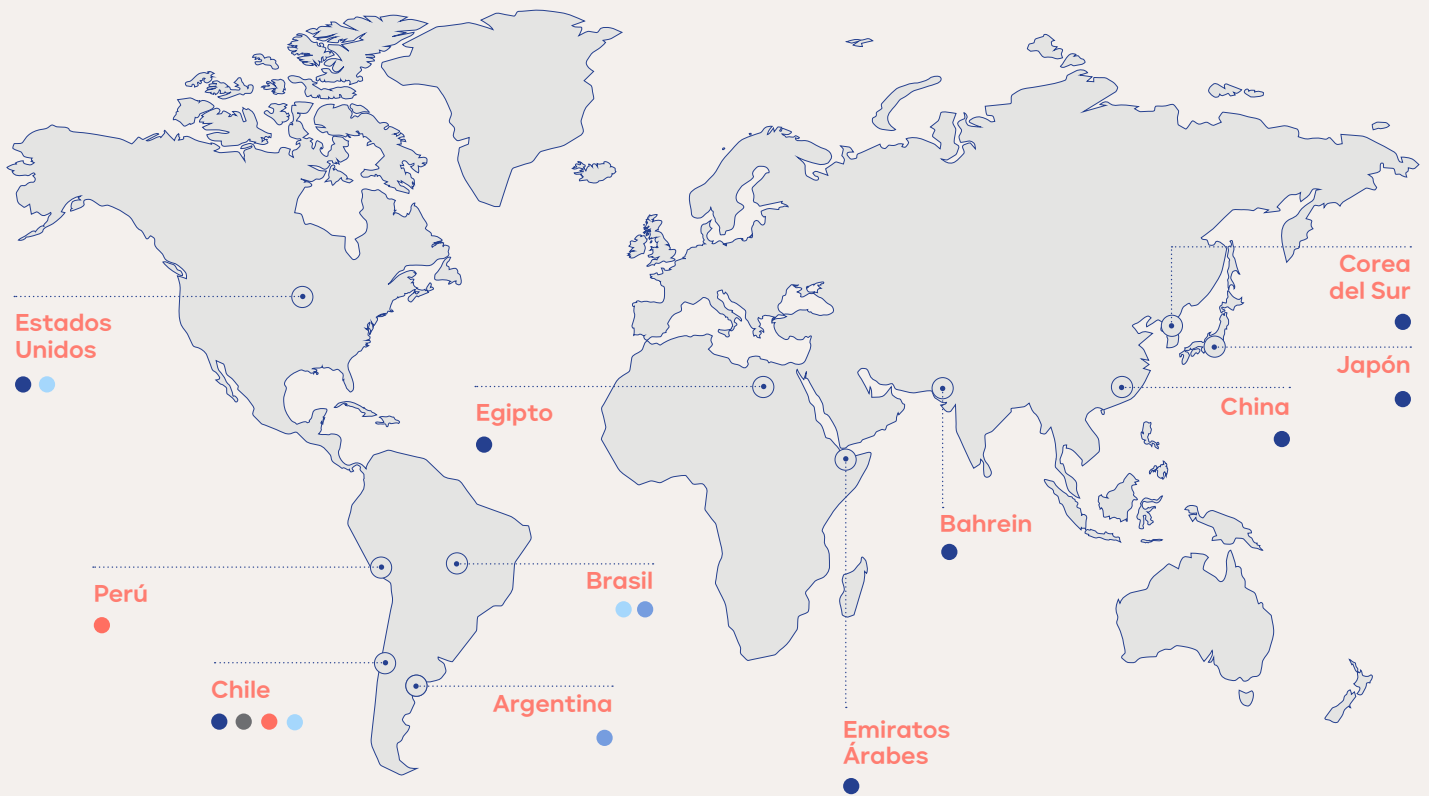 Corea
del Sur
Estados
Unidos
Japón
Egipto
China
Bahrein
Brasil
Perú
Chile
Argentina
Emiratos
Árabes